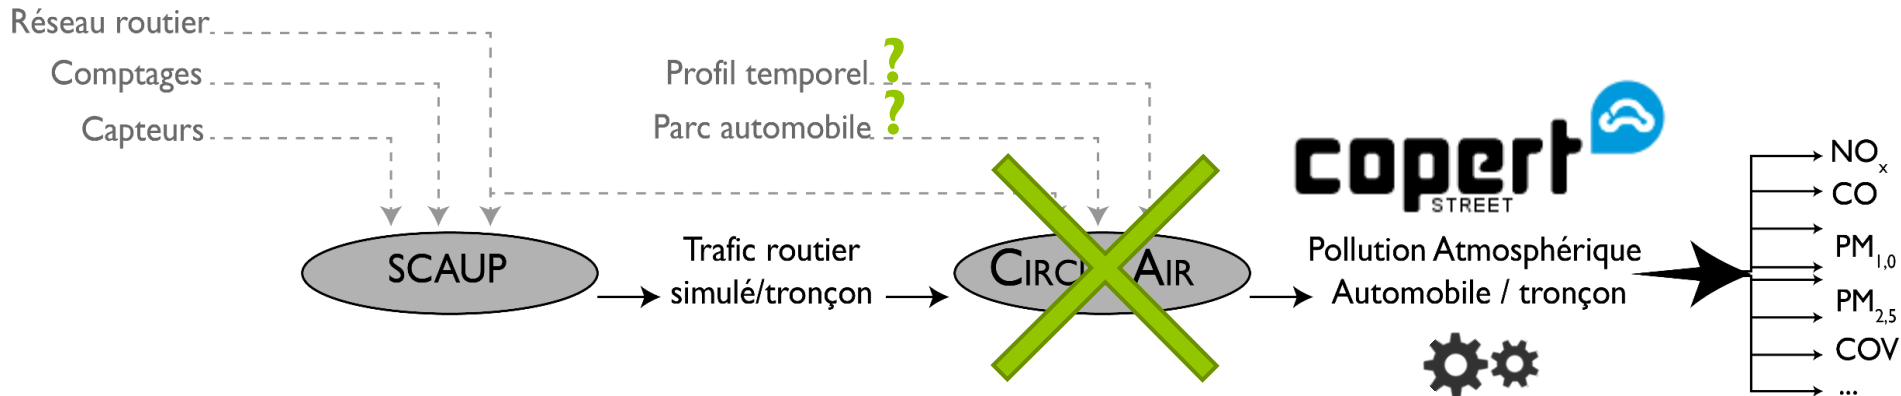 Réseau routier
Comptages
Capteurs
Profil temporel ?
Parc automobile ?
SCAUP
Trafic routier
simulé/tronçon
AIR
copert
STREET
Pollution Atmosphérique
Automobile / tronçon
NOx
CO
PM1,0
PM2,5
COV
...